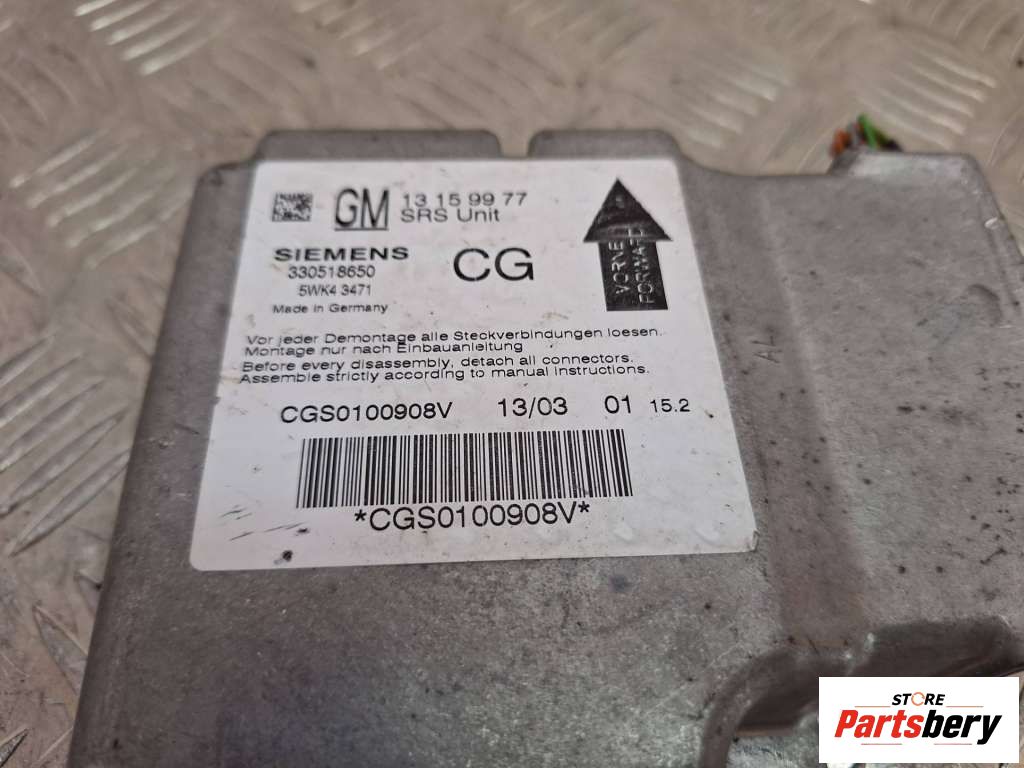 GM 13 15 99 77
SRS Unit
SIEMENS
330518650
CG
5WK4 3471
Made in Germany
VORNE
FORWARD
Vor jeder Demontage alle Steckverbindungen loesen.
Montage nur nach Einbauanleitung
Before every disassembly, detach all connectors.
Assemble strictly according to manual instructions.
CGS0100908V 13/03 01 15.2
*CGS0100908V*
AL
STORE
Partsbery